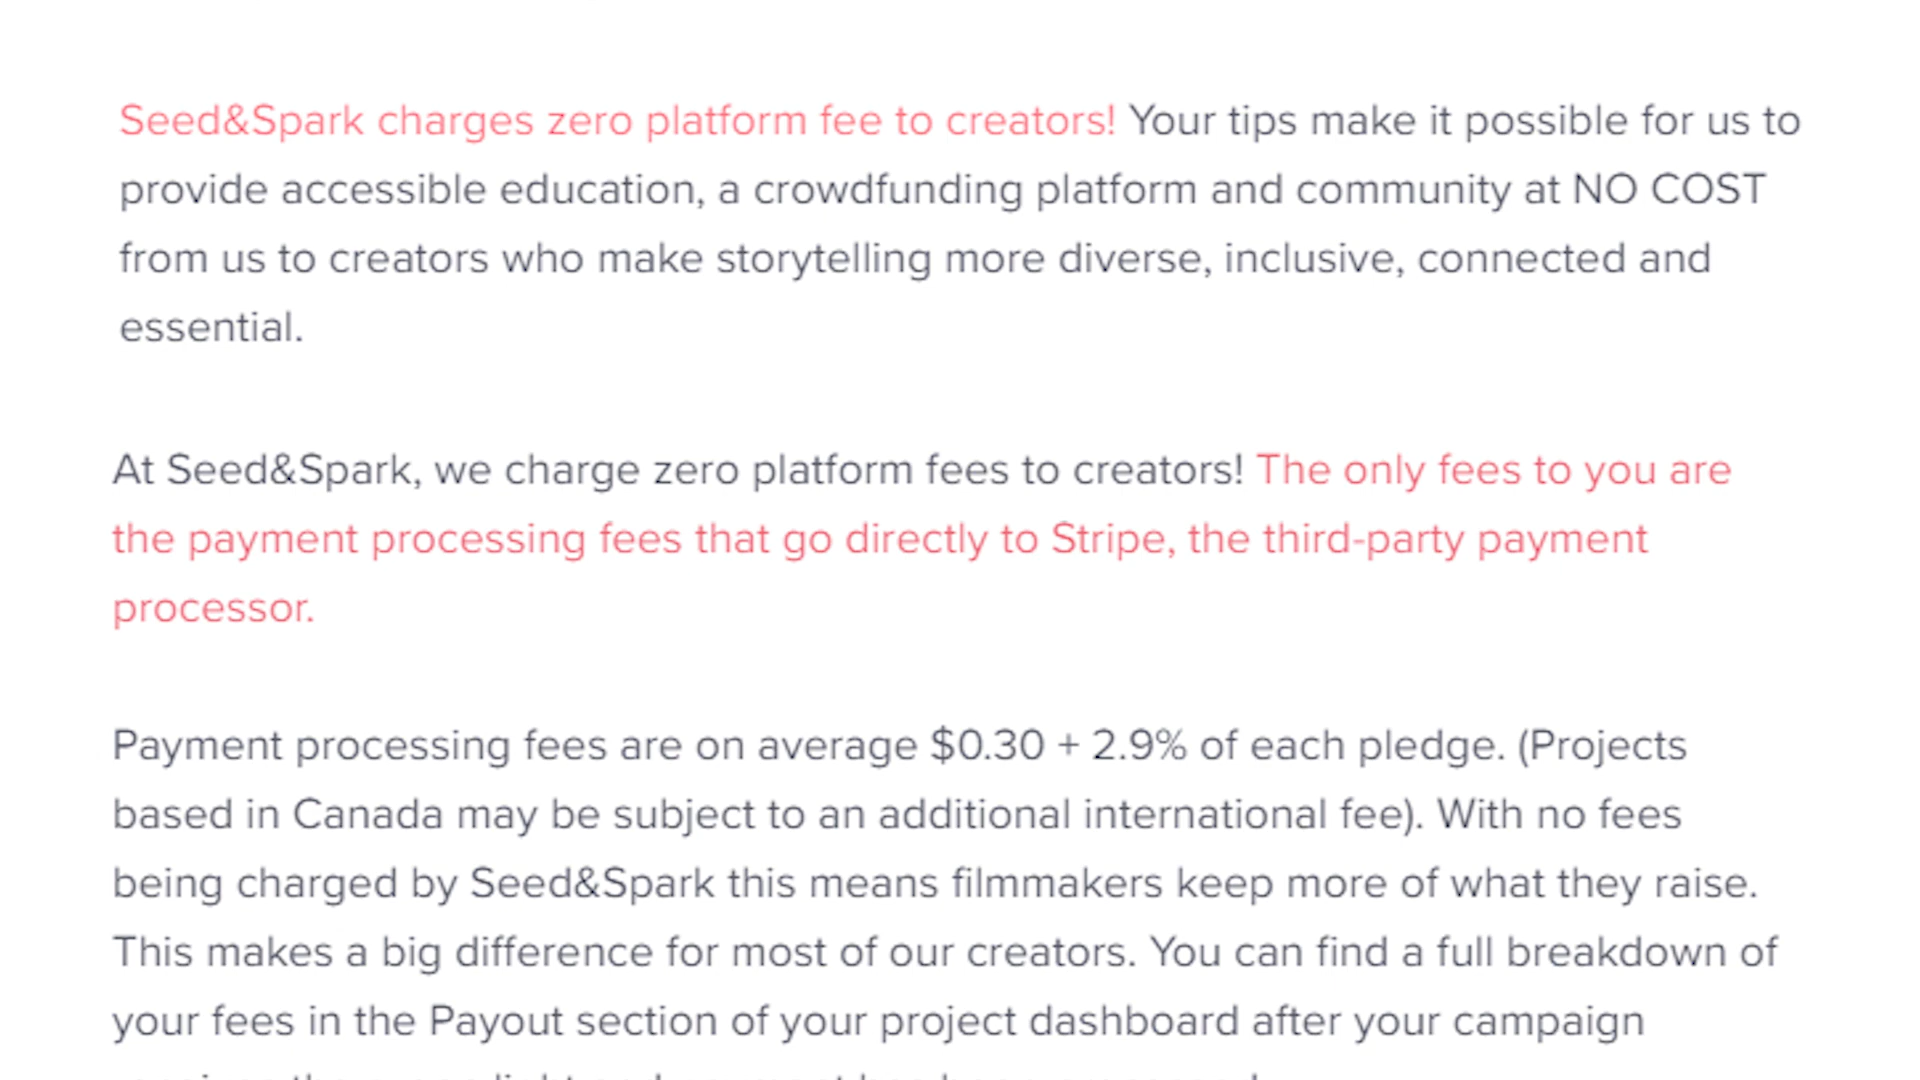 Seed&Spark charges zero platform fee to creators! Your tips make it possible for us to
provide accessible education, a crowdfunding platform and community at NO COST
from us to creators who make storytelling more diverse, inclusive, connected and
essential.
At Seed&Spark, we charge zero platform fees to creators! The only fees to you are
the payment processing fees that go directly to Stripe, the third-party payment
processor.
Payment processing fees are on average $0.30 + 2.9% of each pledge. (Projects
based in Canada may be subject to an additional international fee). With no fees
being charged by Seed&Spark this means filmmakers keep more of what they raise.
This makes a big difference for most of our creators. You can find a full breakdown of
your fees in the Payout section of your project dashboard after your campaign